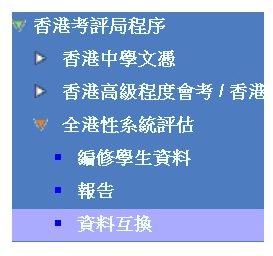 香港考評局程序
香港中學文憑
香港高級程度會考 / 香港
全港性系統評估
編修學生資料
報告
資料互換